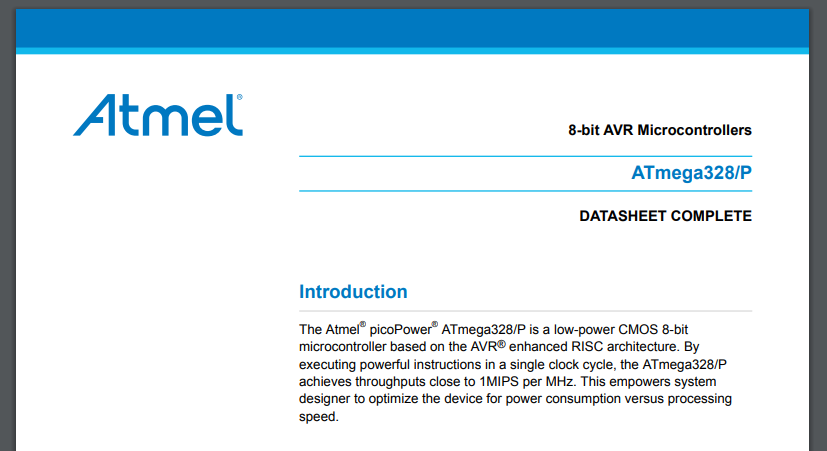 Atmel®
8-bit AVR Microcontrollers
ATmega328/P
DATASHEET COMPLETE
Introduction
The Atmel® picoPower® ATmega328/P is a low-power CMOS 8-bit
microcontroller based on the AVR® enhanced RISC architecture. By
executing powerful instructions in a single clock cycle, the ATmega328/P
achieves throughputs close to 1MIPS per MHz. This empowers system
designer to optimize the device for power consumption versus processing
speed.